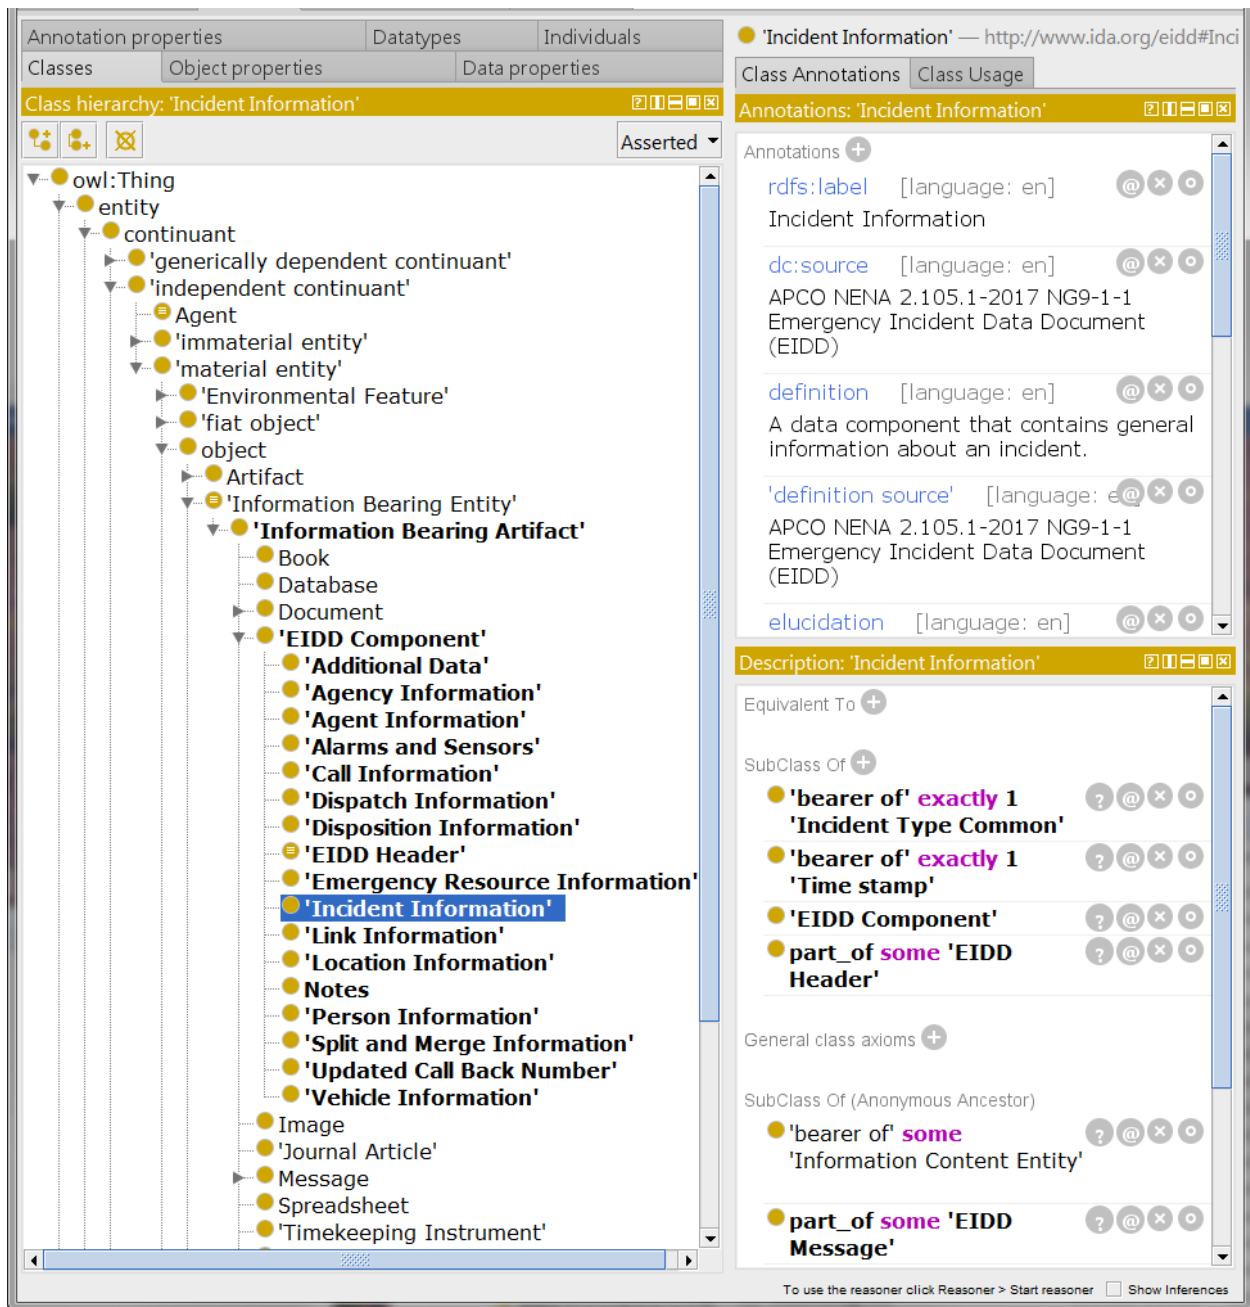 Annotation properties
Datatypes
Individuals
Classes
Object properties
Data properties
Class hierarchy: 'Incident Information'
Asserted
owl:Thing
entity
continuant
'generically dependent continuant'
'independent continuant'
Agent
'immaterial entity'
'material entity'
'Environmental Feature'
'fiat object'
object
Artifact
'Information Bearing Entity'
'Information Bearing Artifact'
Book
Database
Document
'EIDD Component'
'Additional Data'
'Agency Information'
'Agent Information'
'Alarms and Sensors'
'Call Information'
'Dispatch Information'
'Disposition Information'
'EIDD Header'
'Emergency Resource Information'
'Incident Information'
'Link Information'
'Location Information'
Notes
'Person Information'
'Split and Merge Information'
'Updated Call Back Number'
'Vehicle Information'
Image
'Journal Article'
Message
Spreadsheet
'Timekeeping Instrument'
'Incident Information' — http://www.ida.org/eidd#Inci
Class Annotations
Class Usage
Annotations: 'Incident Information'
Annotations
rdfs:label [language: en]
Incident Information
dc:source [language: en]
APCO NENA 2.105.1-2017 NG9-1-1
Emergency Incident Data Document
(EIDD)
definition [language: en]
A data component that contains general
information about an incident.
'definition source' [language: e
APCO NENA 2.105.1-2017 NG9-1-1
Emergency Incident Data Document
(EIDD)
elucidation [language: en]
Description: 'Incident Information'
Equivalent To
SubClass Of
'bearer of' exactly 1
'Incident Type Common'
'bearer of' exactly 1
'Time stamp'
'EIDD Component'
part_of some 'EIDD
Header'
General class axioms
SubClass Of (Anonymous Ancestor)
'bearer of' some
'Information Content Entity'
part_of some 'EIDD
Message'
To use the reasoner click Reasoner > Start reasoner
Show Inferences